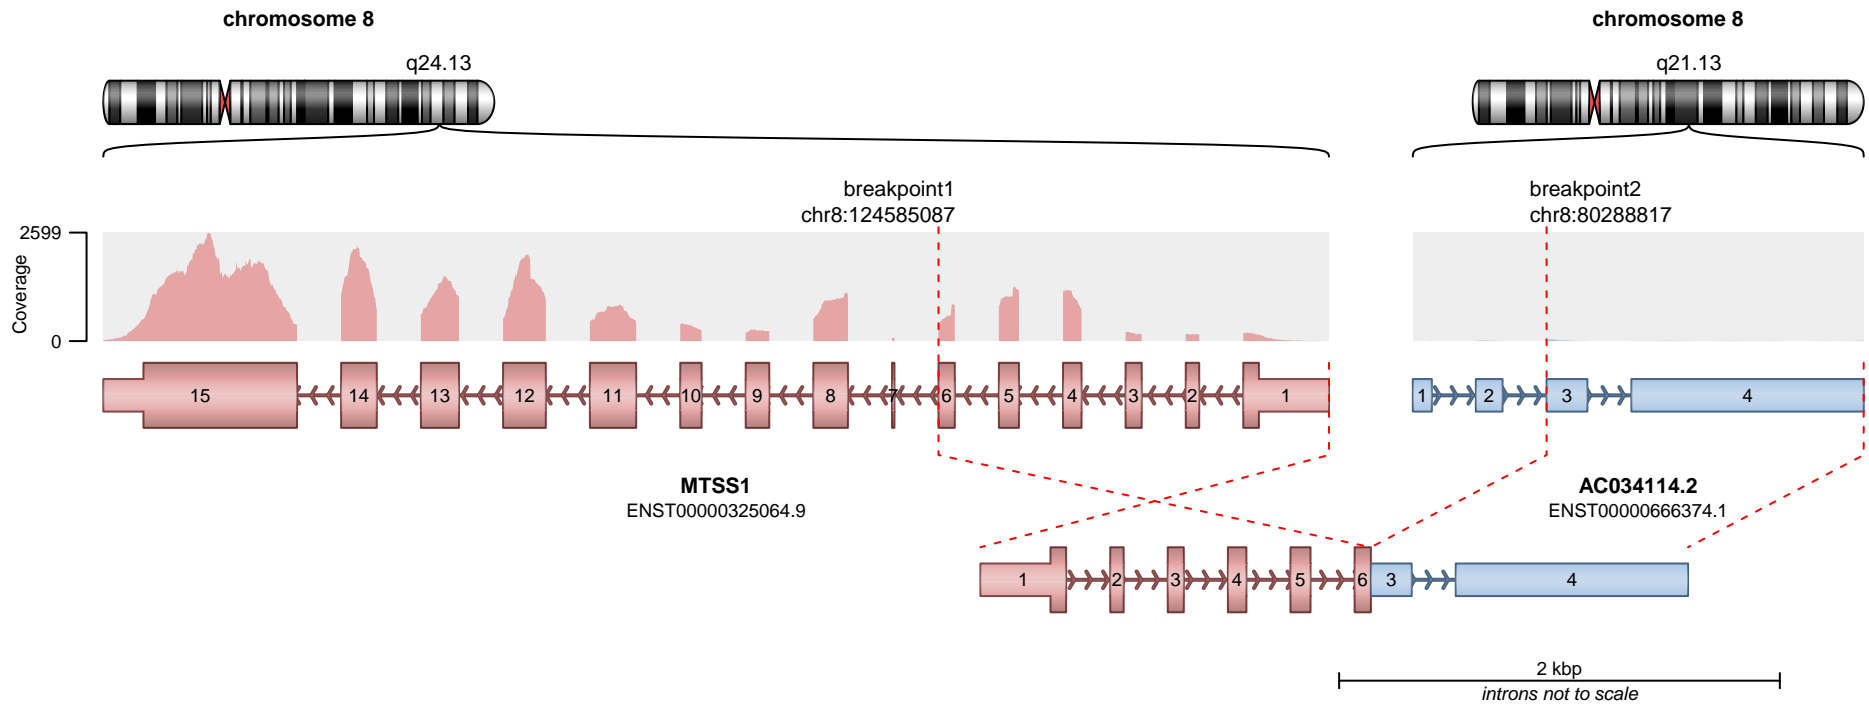 chromosome 8
chromosome 8
q24.13
q21.13
breakpoint1
chr8:124585087
breakpoint2
chr8:80288817
2599
Coverage
0
15 14 13 12 11 10 9 8 7 6 5 4 3 2 1
1 2 3 4
MTSS1
ENST00000325064.9
AC034114.2
ENST00000666374.1
1 2 3 4 5 6 3 4
2 kbp
introns not to scale